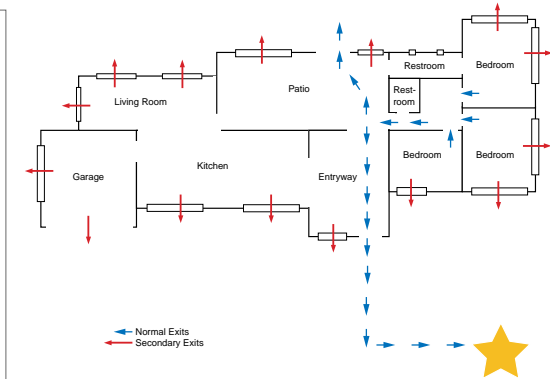 Restroom
Bedroom
Patio
Rest-
room
Living Room
Kitchen
Garage
Entryway
Bedroom
Bedroom
Normal Exits
Secondary Exits